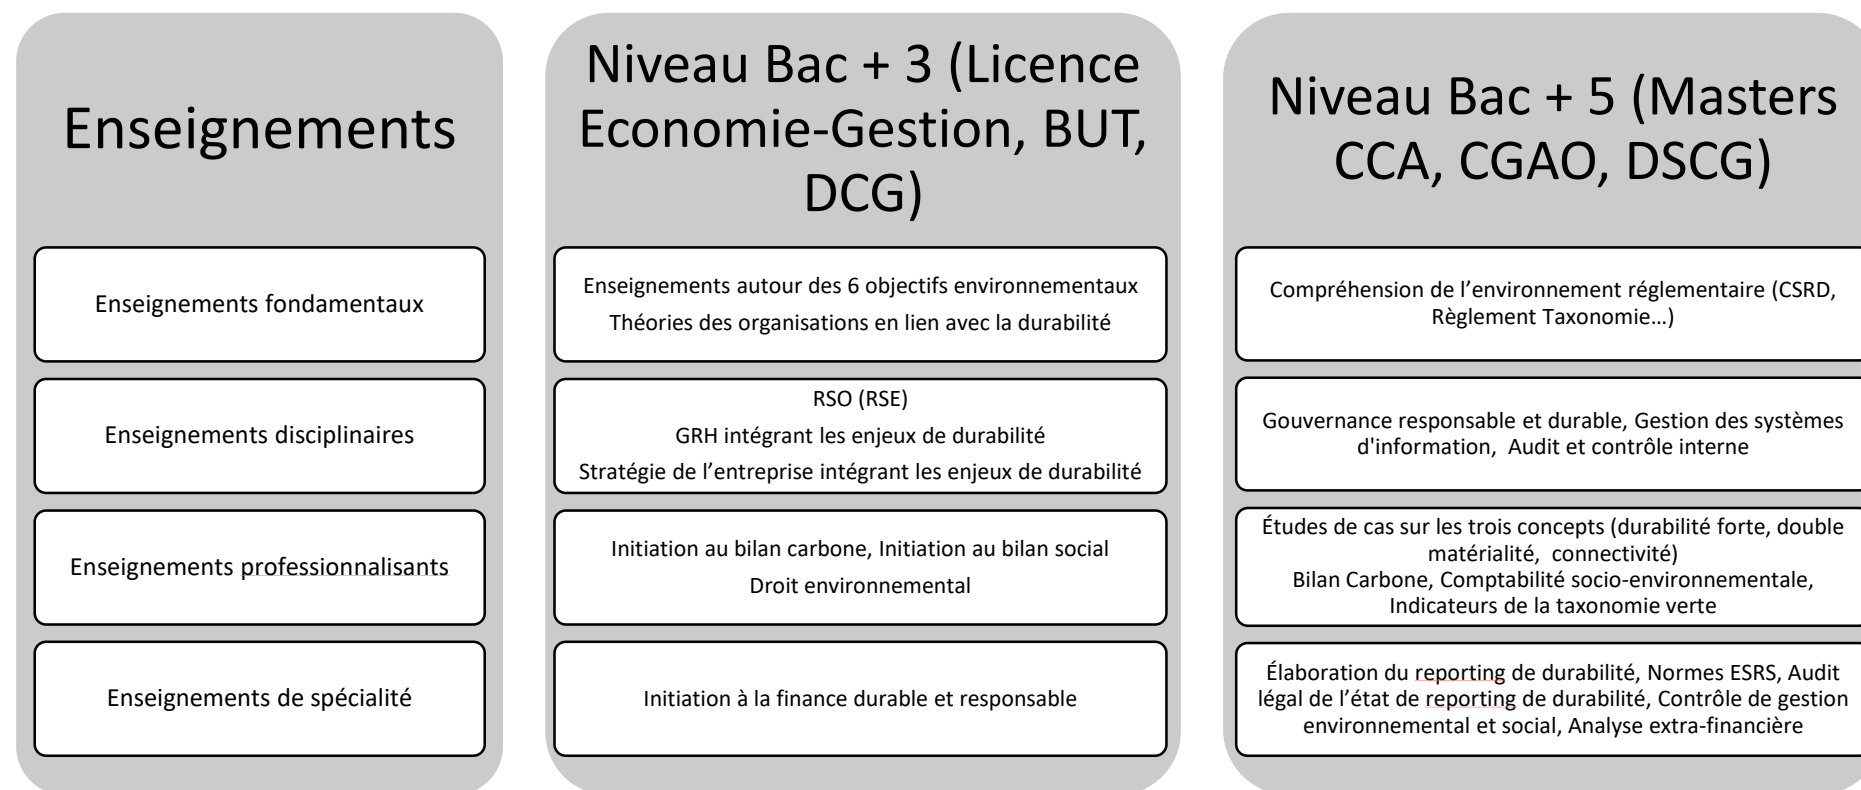 Enseignements
Enseignements fondamentaux
Enseignements disciplinaires
Enseignements professionnalisants
Enseignements de spécialité
Niveau Bac + 3 (Licence
Economie-Gestion, BUT,
DCG)
Enseignements autour des 6 objectifs environnementaux
Théories des organisations en lien avec la durabilité
RSO (RSE)
GRH intégrant les enjeux de durabilité
Stratégie de l’entreprise intégrant les enjeux de durabilité
Initiation au bilan carbone, Initiation au bilan social
Droit environnemental
Initiation à la finance durable et responsable
Niveau Bac + 5 (Masters
CCA, CGAO, DSCG)
Compréhension de l’environnement réglementaire (CSRD,
Règlement Taxonomie…)
Gouvernance responsable et durable, Gestion des systèmes
d'information, Audit et contrôle interne
Études de cas sur les trois concepts (durabilité forte, double
matérialité, connectivité)
Bilan Carbone, Comptabilité socio-environnementale,
Indicateurs de la taxonomie verte
Élaboration du reporting de durabilité, Normes ESRS, Audit
légal de l’état de reporting de durabilité, Contrôle de gestion
environnemental et social, Analyse extra-financière